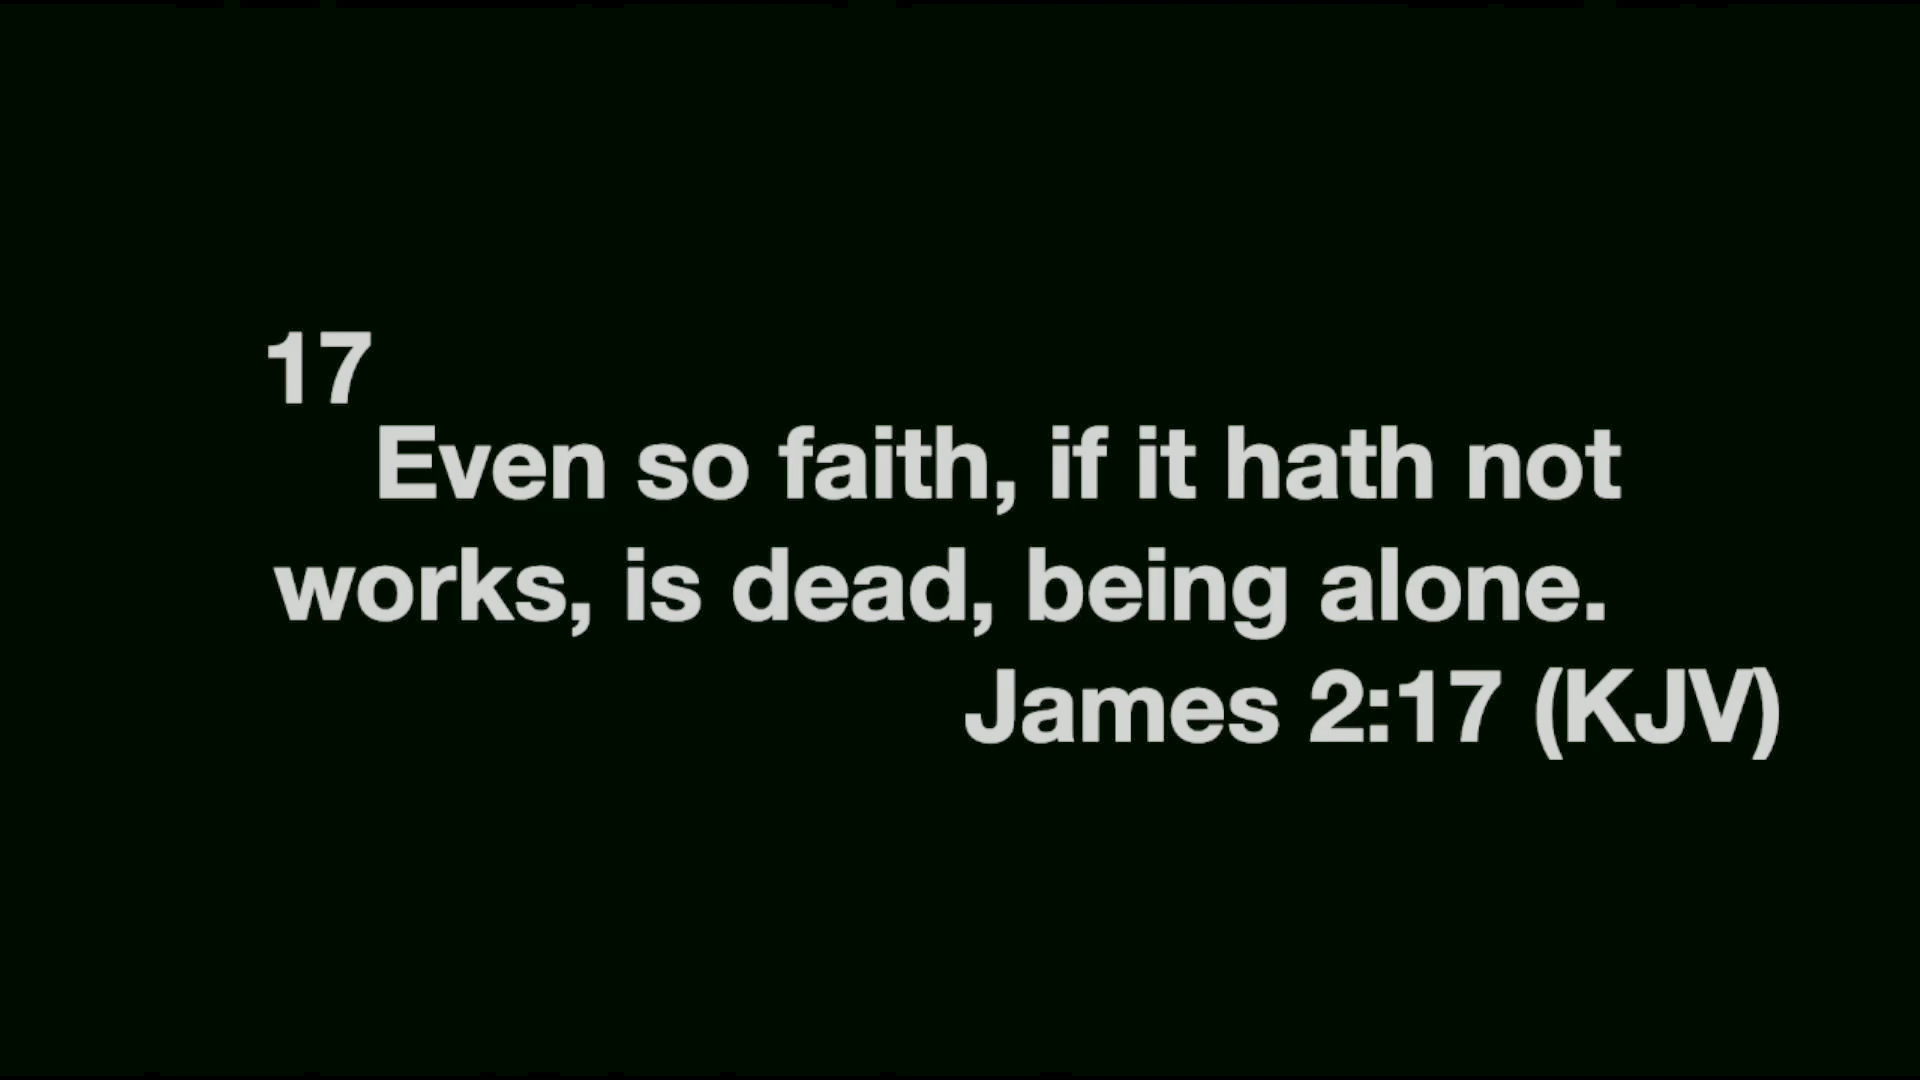 17
Even so faith, if it hath not
works, is dead, being alone.
James 2:17 (KJV)